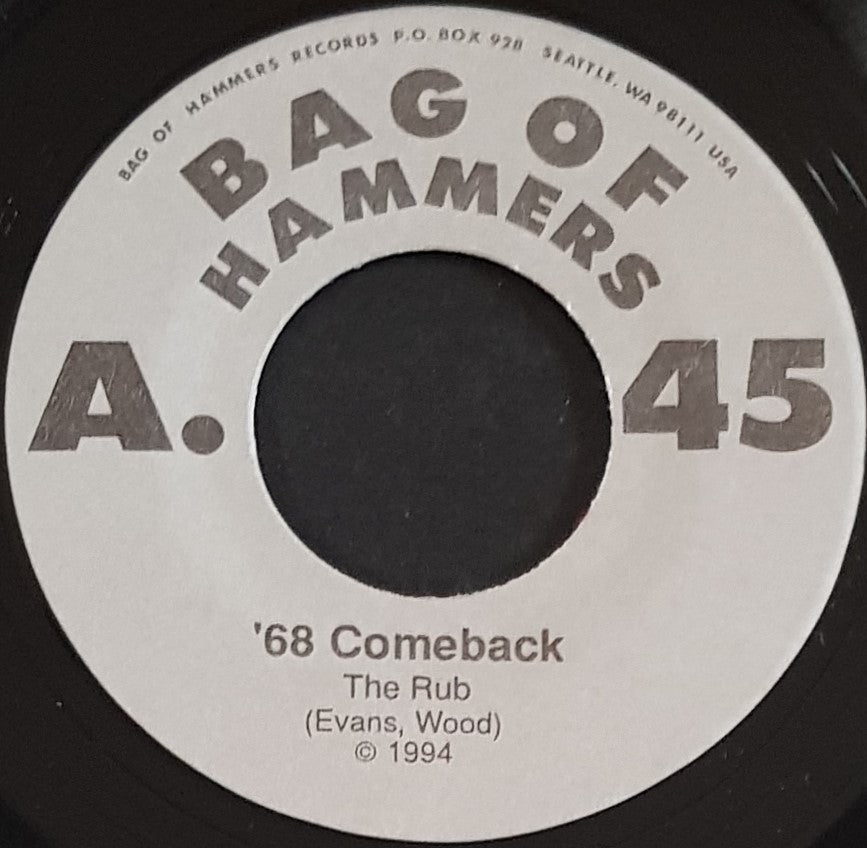 BAG OF HAMMERS RECORDS P.O. BOX 928 SEATTLE, WA 98111 USA
BAG OF
HAMMERS
A. 45
'68 Comeback
The Rub
(Evans, Wood)
© 1994